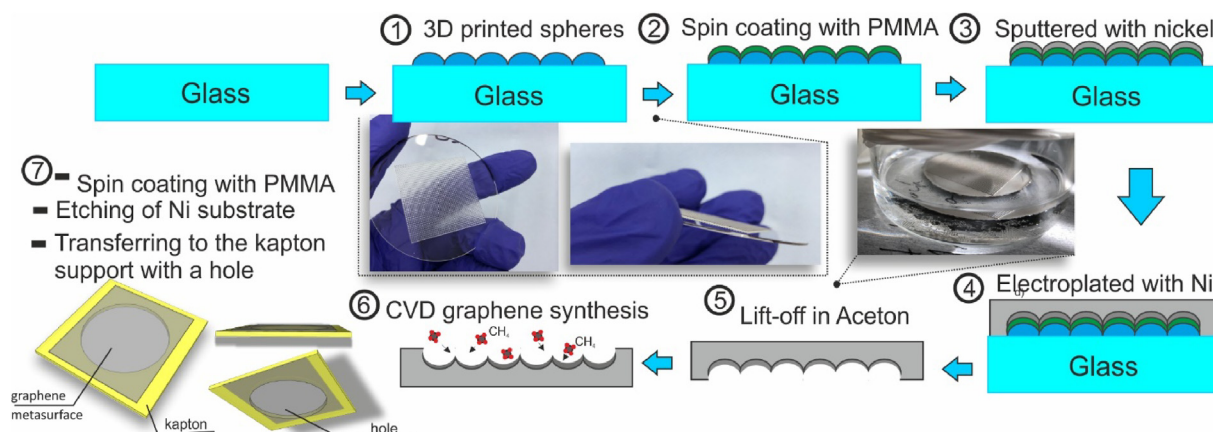 ① 3D printed spheres
② Spin coating with PMMA
③ Sputtered with nickel
Glass
Glass
Glass
Glass
⑦ - Spin coating with PMMA
- Etching of Ni substrate
- Transferring to the kapton
support with a hole
⑥ CVD graphene synthesis
⑤ Lift-off in Aceton
④ Electroplated with Ni
CH₄
CH₄
Glass
graphene
metasurface
kapton
hole